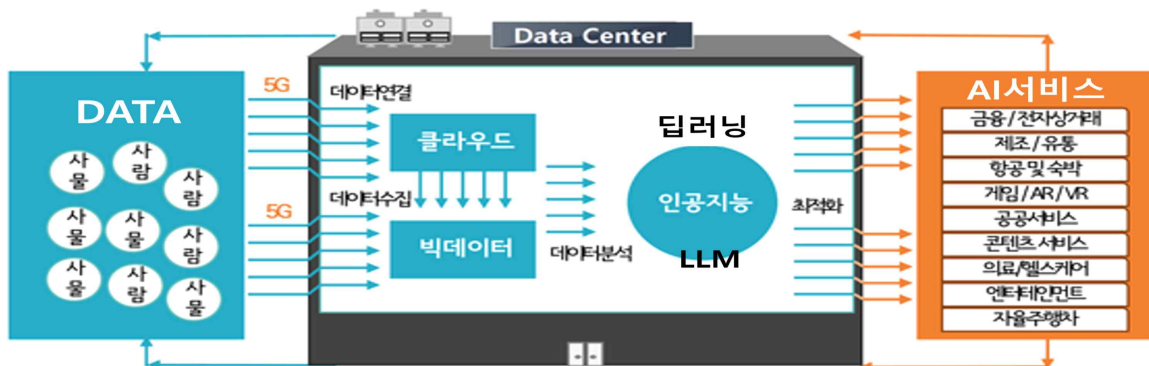 Data Center
DATA
사물
사람
사람
사물
사물
사람
사물
사람
사물
5G
5G
데이터연결
클라우드
데이터수집
빅데이터
데이터분석
딥러닝
인공지능
LLM
최적화
AI서비스
금융 / 전자상거래
제조 / 유통
항공 및 숙박
게임 / AR / VR
공공서비스
콘텐츠 서비스
의료/헬스케어
엔터테인먼트
자율주행차